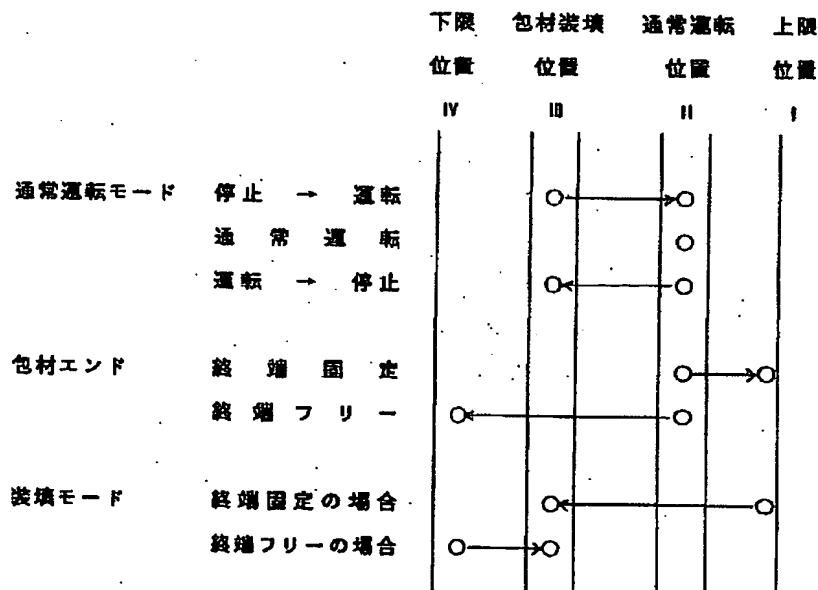 下限 包材装填 通常運転 上限
位置 位置 位置 位置
IV III II I
通常運転モード 停止 → 運転
通常運転
運転 → 停止
包材エンド 終端固定
終端フリー
装填モード 終端固定の場合
終端フリーの場合